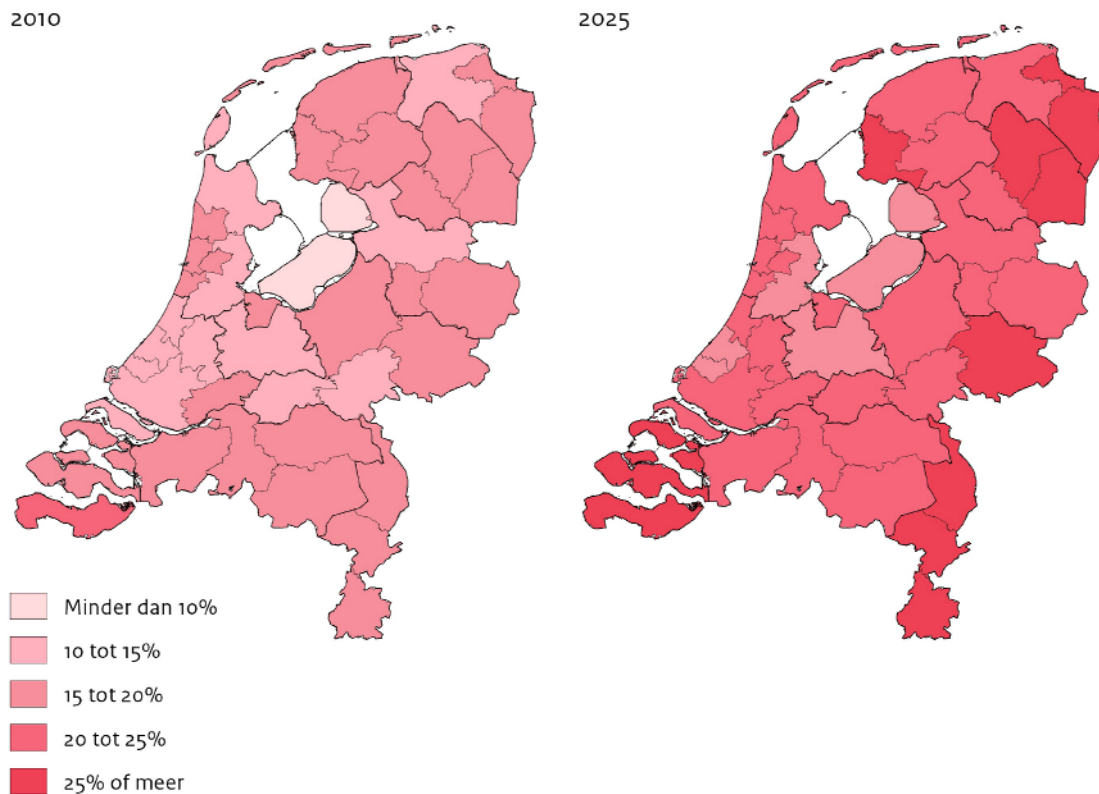 2010
2025
Minder dan 10%
10 tot 15%
15 tot 20%
20 tot 25%
25% of meer